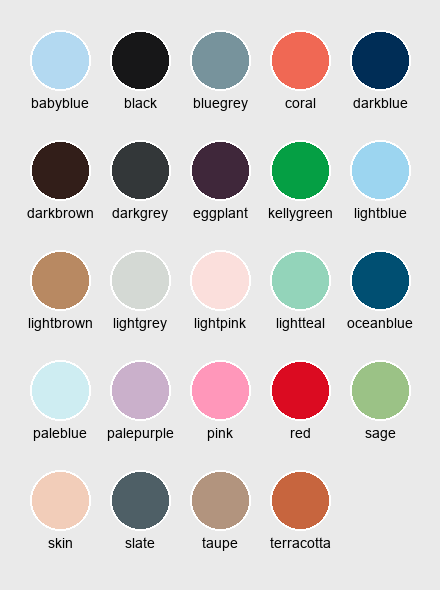 babyblue black bluegrey coral darkblue
darkbrown darkgrey eggplant kellygreen lightblue
lightbrown lightgrey lightpink lightteal oceanblue
paleblue palepurple pink red sage
skin slate taupe terracotta